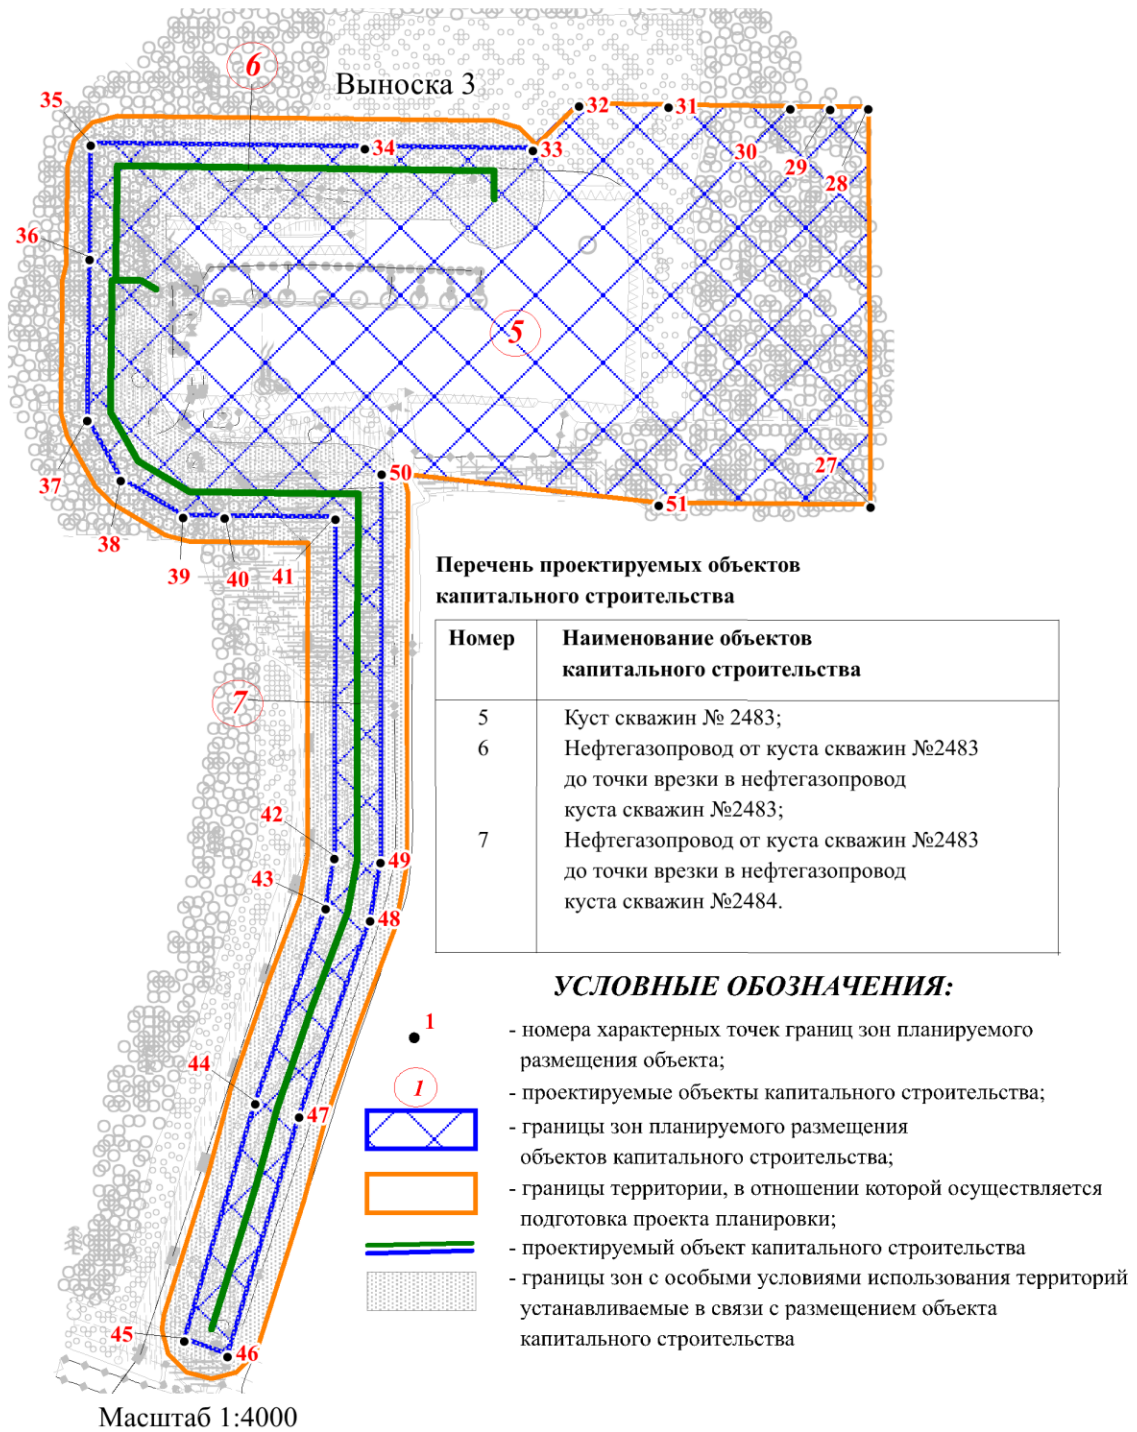 6
Выноска 3
35
32
31
34
33
30
29
28
36
5
27
37
50
51
38
39
40
41
Перечень проектируемых объектов
капитального строительства
Номер
Наименование объектов
капитального строительства
5
Куст скважин № 2483;
6
Нефтегазопровод от куста скважин №2483
до точки врезки в нефтегазопровод
куста скважин №2483;
7
Нефтегазопровод от куста скважин №2483
до точки врезки в нефтегазопровод
куста скважин №2484.
7
42
49
43
48
44
47
45
46
УСЛОВНЫЕ ОБОЗНАЧЕНИЯ:
1
- номера характерных точек границ зон планируемого
размещения объекта;
1
- проектируемые объекты капитального строительства;
- границы зон планируемого размещения
объектов капитального строительства;
- границы территории, в отношении которой осуществляется
подготовка проекта планировки;
- проектируемый объект капитального строительства
- границы зон с особыми условиями использования территорий
устанавливаемые в связи с размещением объекта
капитального строительства
Масштаб 1:4000